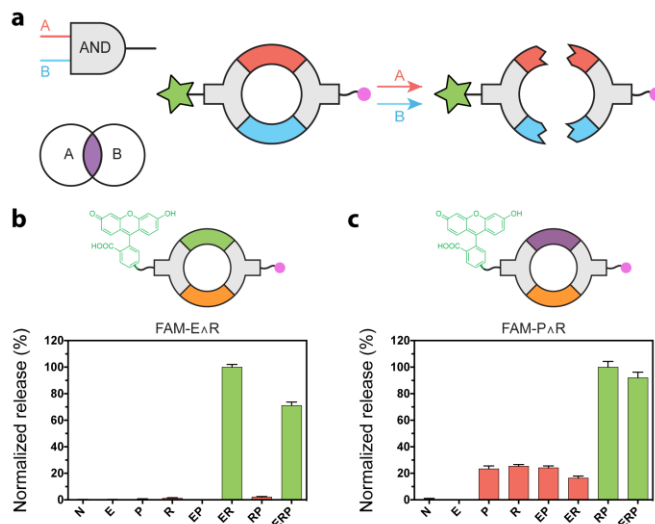 a
A
AND
B
A
B
A B
b
c
O
O
OH
HOOC
O
O
OH
HOOC
FAM-E∧R
FAM-P∧R
Normalized release (%)
120
100
80
60
40
20
0
N E P R EP ER RP ERP
Normalized release (%)
120
100
80
60
40
20
0
N E P R EP ER RP ERP